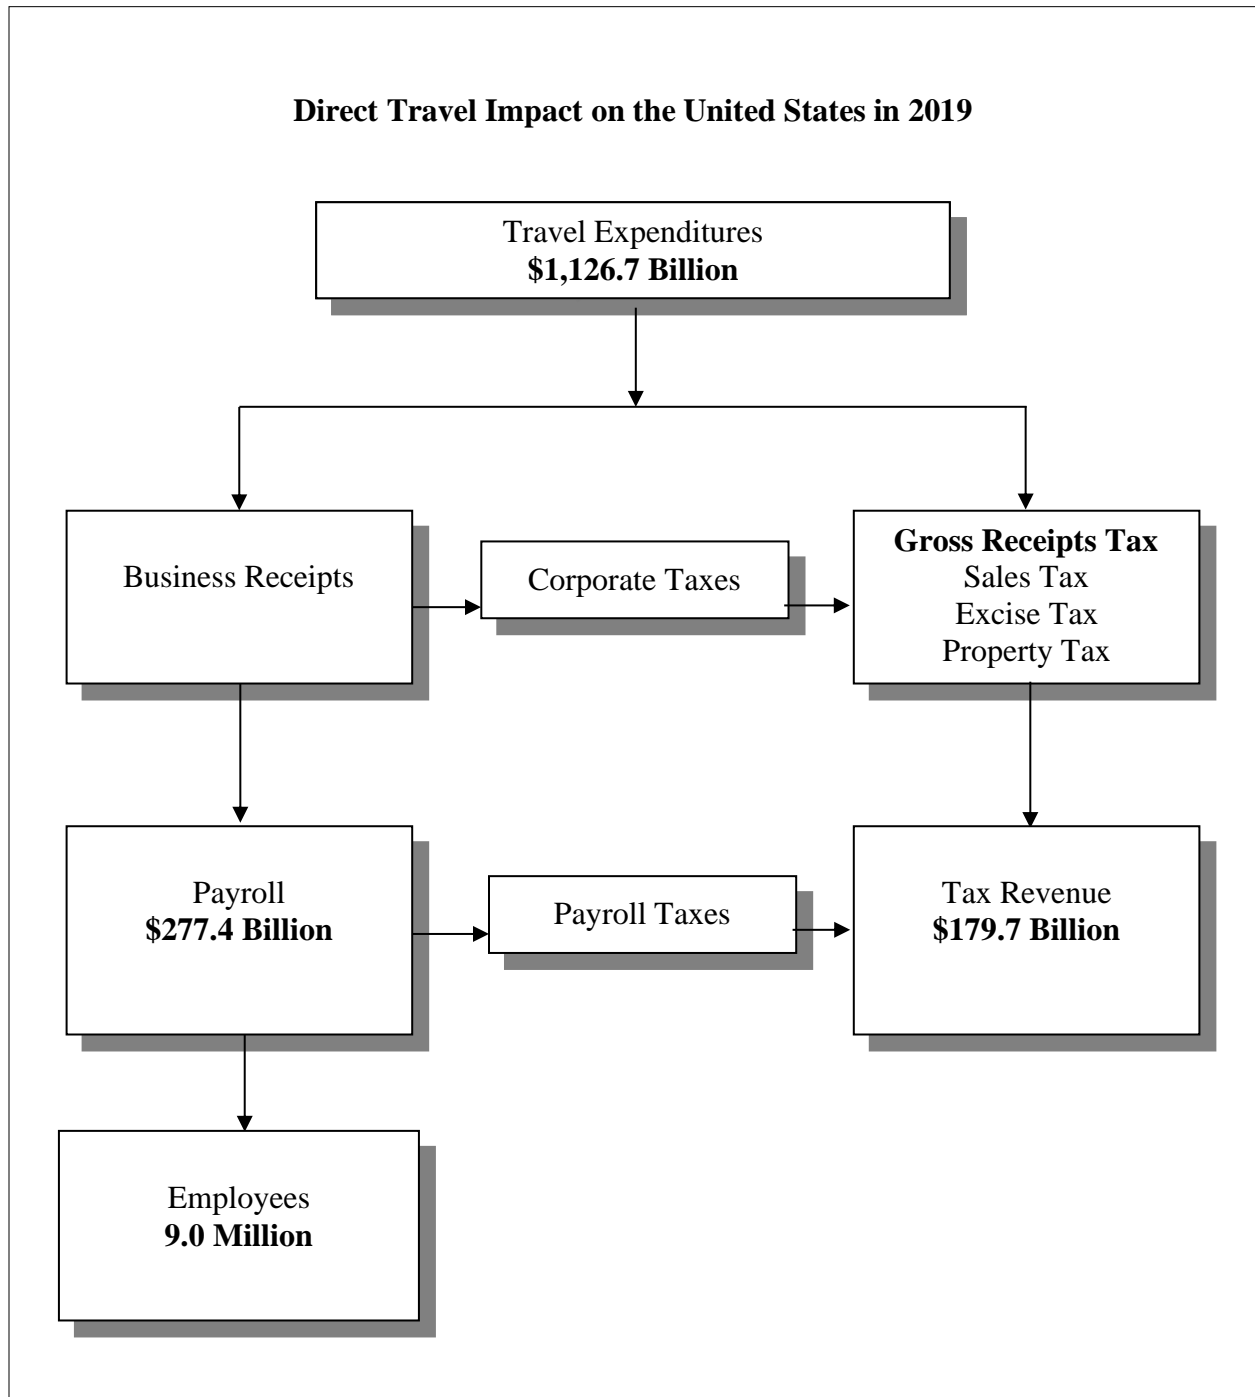 Direct Travel Impact on the United States in 2019
Travel Expenditures
$1,126.7 Billion
Business Receipts
Corporate Taxes
Gross Receipts Tax
Sales Tax
Excise Tax
Property Tax
Payroll
$277.4 Billion
Payroll Taxes
Tax Revenue
$179.7 Billion
Employees
9.0 Million